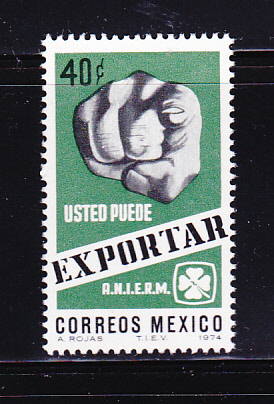 40¢
USTED PUEDE
EXPORTAR
A.N.I.E.R.M.
CORREOS MEXICO
A. ROJAS T.I.E.V. 1974